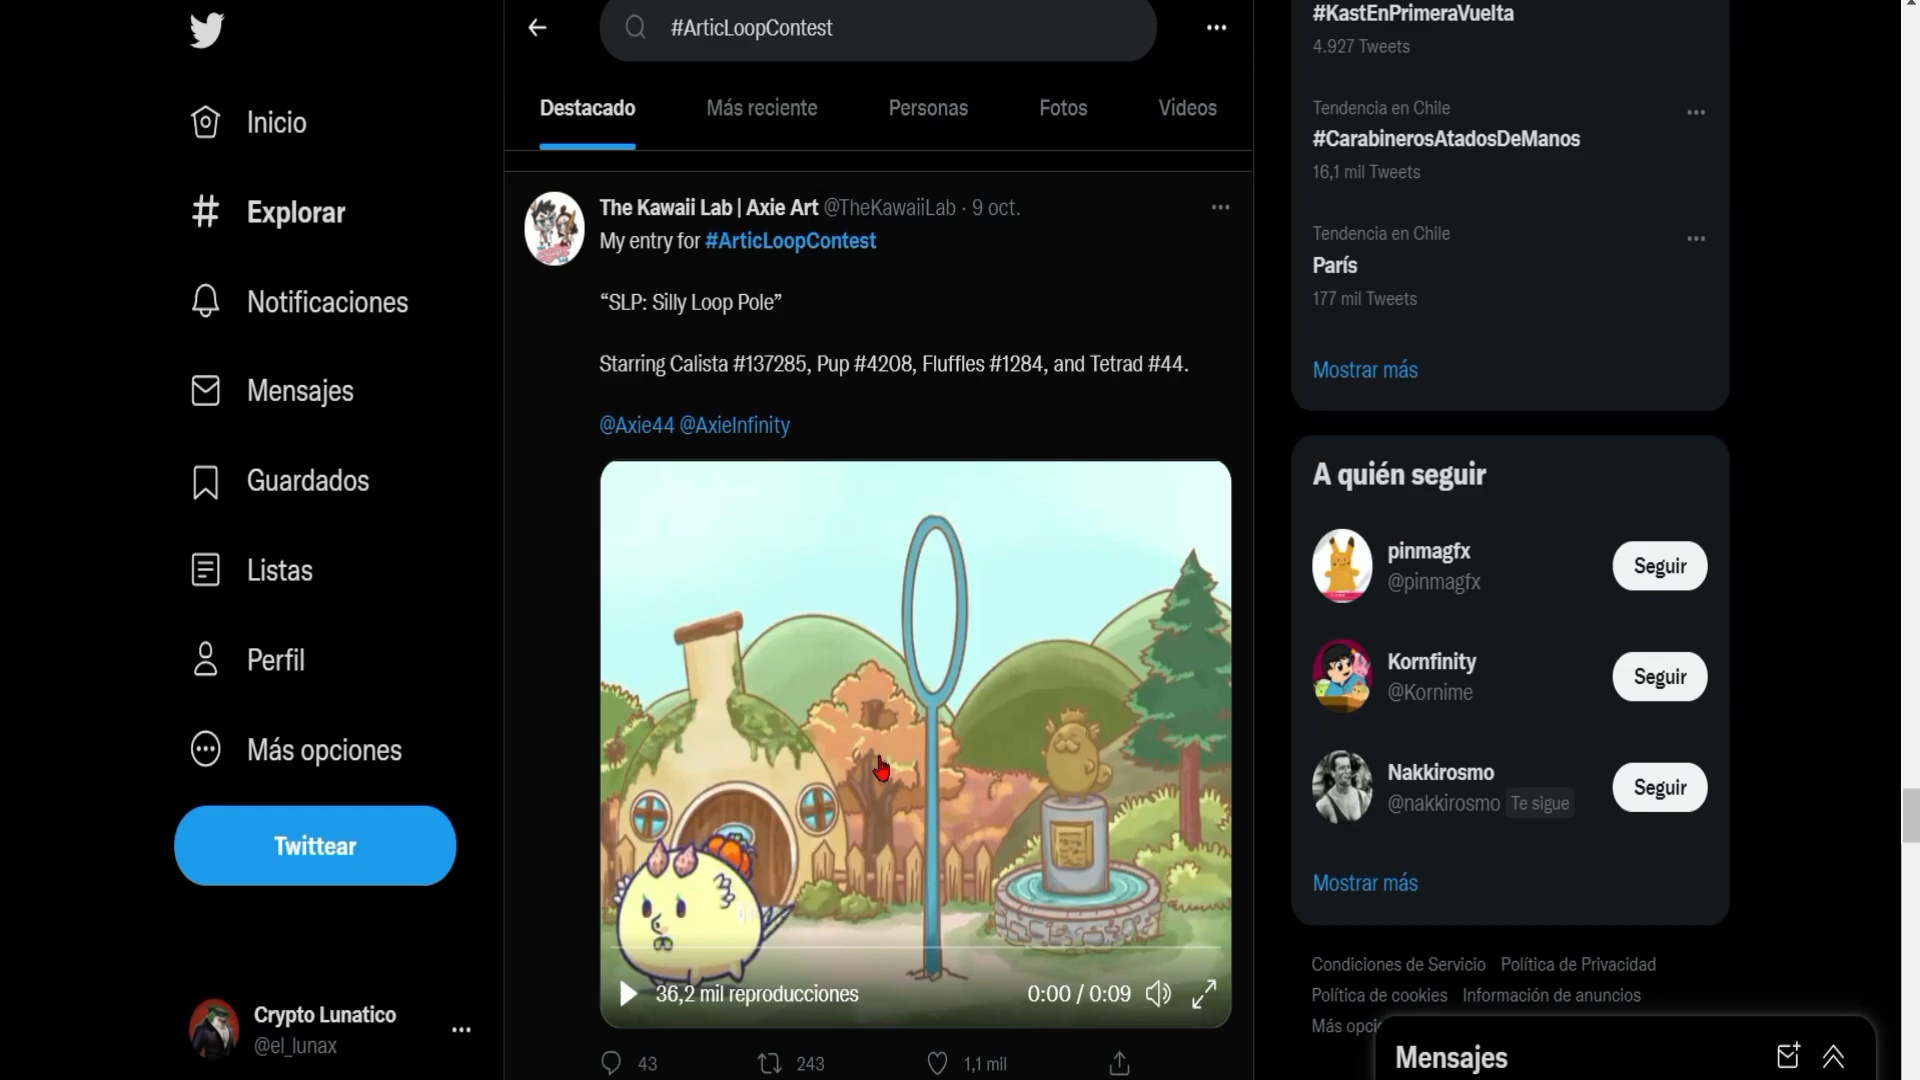 Inicio
Explorar
Notificaciones
Mensajes
Guardados
Listas
Perfil
Más opciones
Twittear
Crypto Lunatico
@el_lunax
#ArticLoopContest
Destacado
Más reciente
Personas
Fotos
Videos
The Kawaii Lab | Axie Art @TheKawaiiLab · 9 oct.
My entry for #ArticLoopContest
“SLP: Silly Loop Pole”
Starring Calista #137285, Pup #4208, Fluffles #1284, and Tetrad #44.
@Axie44 @AxieInfinity
36,2 mil reproducciones
0:00 / 0:09
43
243
1,1 mil
#KastEnPrimeraVuelta
4.927 Tweets
Tendencia en Chile
#CarabinerosAtadosDeManos
16,1 mil Tweets
Tendencia en Chile
París
177 mil Tweets
Mostrar más
A quién seguir
pinmagfx
@pinmagfx
Seguir
Kornfinity
@Kornime
Seguir
Nakkirosmo
@nakkirosmo Te sigue
Seguir
Mostrar más
Condiciones de Servicio Política de Privacidad
Política de cookies Información de anuncios
Más opci
Mensajes